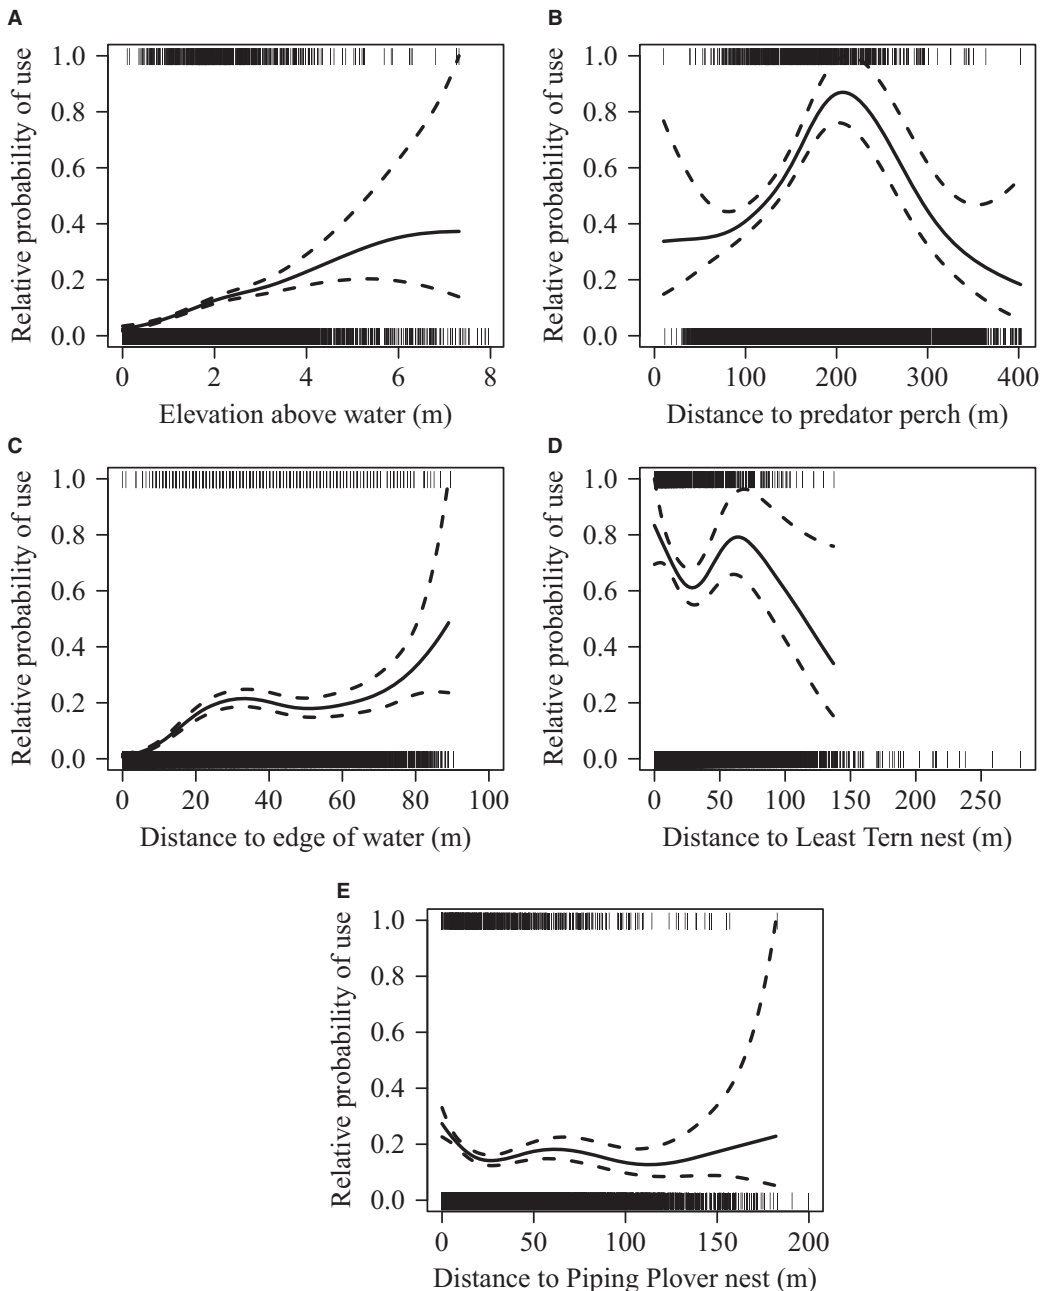 A
Relative probability of use
1.0
0.8
0.6
0.4
0.2
0.0
0 2 4 6 8
Elevation above water (m)
B
Relative probability of use
1.0
0.8
0.6
0.4
0.2
0.0
0 100 200 300 400
Distance to predator perch (m)
C
Relative probability of use
1.0
0.8
0.6
0.4
0.2
0.0
0 20 40 60 80 100
Distance to edge of water (m)
D
Relative probability of use
1.0
0.8
0.6
0.4
0.2
0.0
0 50 100 150 200 250
Distance to Least Tern nest (m)
E
Relative probability of use
1.0
0.8
0.6
0.4
0.2
0.0
0 50 100 150 200
Distance to Piping Plover nest (m)